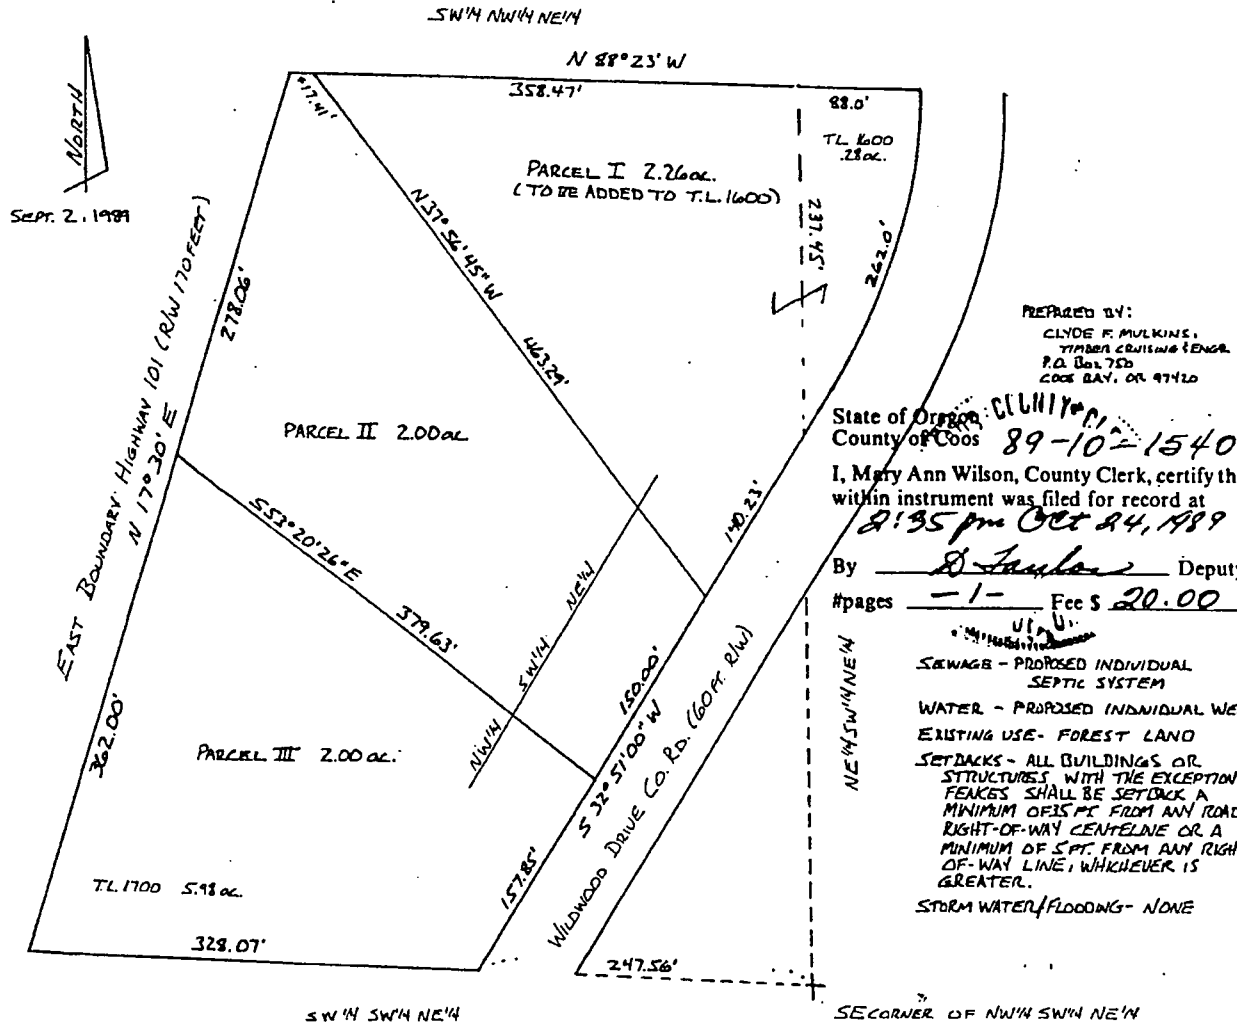 SW¼ NW¼ NE¼
N 88°23' W
358.47'
88.0'
17.41'
TL 1600
.28 ac.
NORTH
SEPT. 2, 1989
PARCEL I 2.26 ac.
(TO BE ADDED TO T.L. 1600)
237.45'
262.0'
N 37° 56' 45" W
463.29'
278.06'
EAST BOUNDARY HIGHWAY 101 (R/W 170 FEET)
N 17° 30' E
PREPARED BY:
CLYDE F. MULKINS,
TIMBER CRUISING & ENGR.
P.O. BOX 750
COOS BAY, OR 97420
State of Oregon
County of Coos 89-10-1540
I, Mary Ann Wilson, County Clerk, certify th
within instrument was filed for record at
2:35 pm Oct 24, 1989
By Deputy
#pages -1- Fee $ 20.00
PARCEL II 2.00 ac.
140.23'
S 53° 20' 26" E
379.63'
NW¼ SW¼ NE¼
150.00'
S 32° 51' 00" W
WILDWOOD DRIVE CO. RD. (60 FT. R/W)
NE¼ SW¼ NE¼
SEWAGE - PROPOSED INDIVIDUAL
SEPTIC SYSTEM
WATER - PROPOSED INDIVIDUAL WE
EXISTING USE - FOREST LAND
SETBACKS - ALL BUILDINGS OR
STRUCTURES WITH THE EXCEPTION
FENCES SHALL BE SETBACK A
MINIMUM OF 35 FT FROM ANY ROAD
RIGHT-OF-WAY CENTELINE OR A
MINIMUM OF 5 FT. FROM ANY RIGH
OF-WAY LINE, WHICHEVER IS
GREATER.
STORM WATER/FLOODING - NONE
362.00'
PARCEL III 2.00 ac.
157.85'
T.L. 1700 5.98 ac.
328.07'
247.56'
SW¼ SW¼ NE¼
SE CORNER OF NW¼ SW¼ NE¼